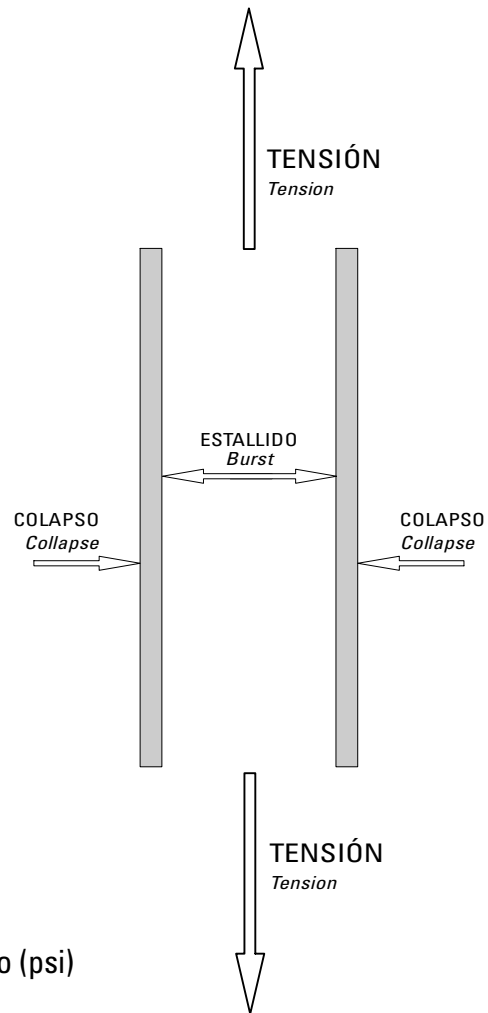 TENSIÓN
Tension
ESTALLIDO
Burst
COLAPSO
Collapse
COLAPSO
Collapse
TENSIÓN
Tension
o (psi)